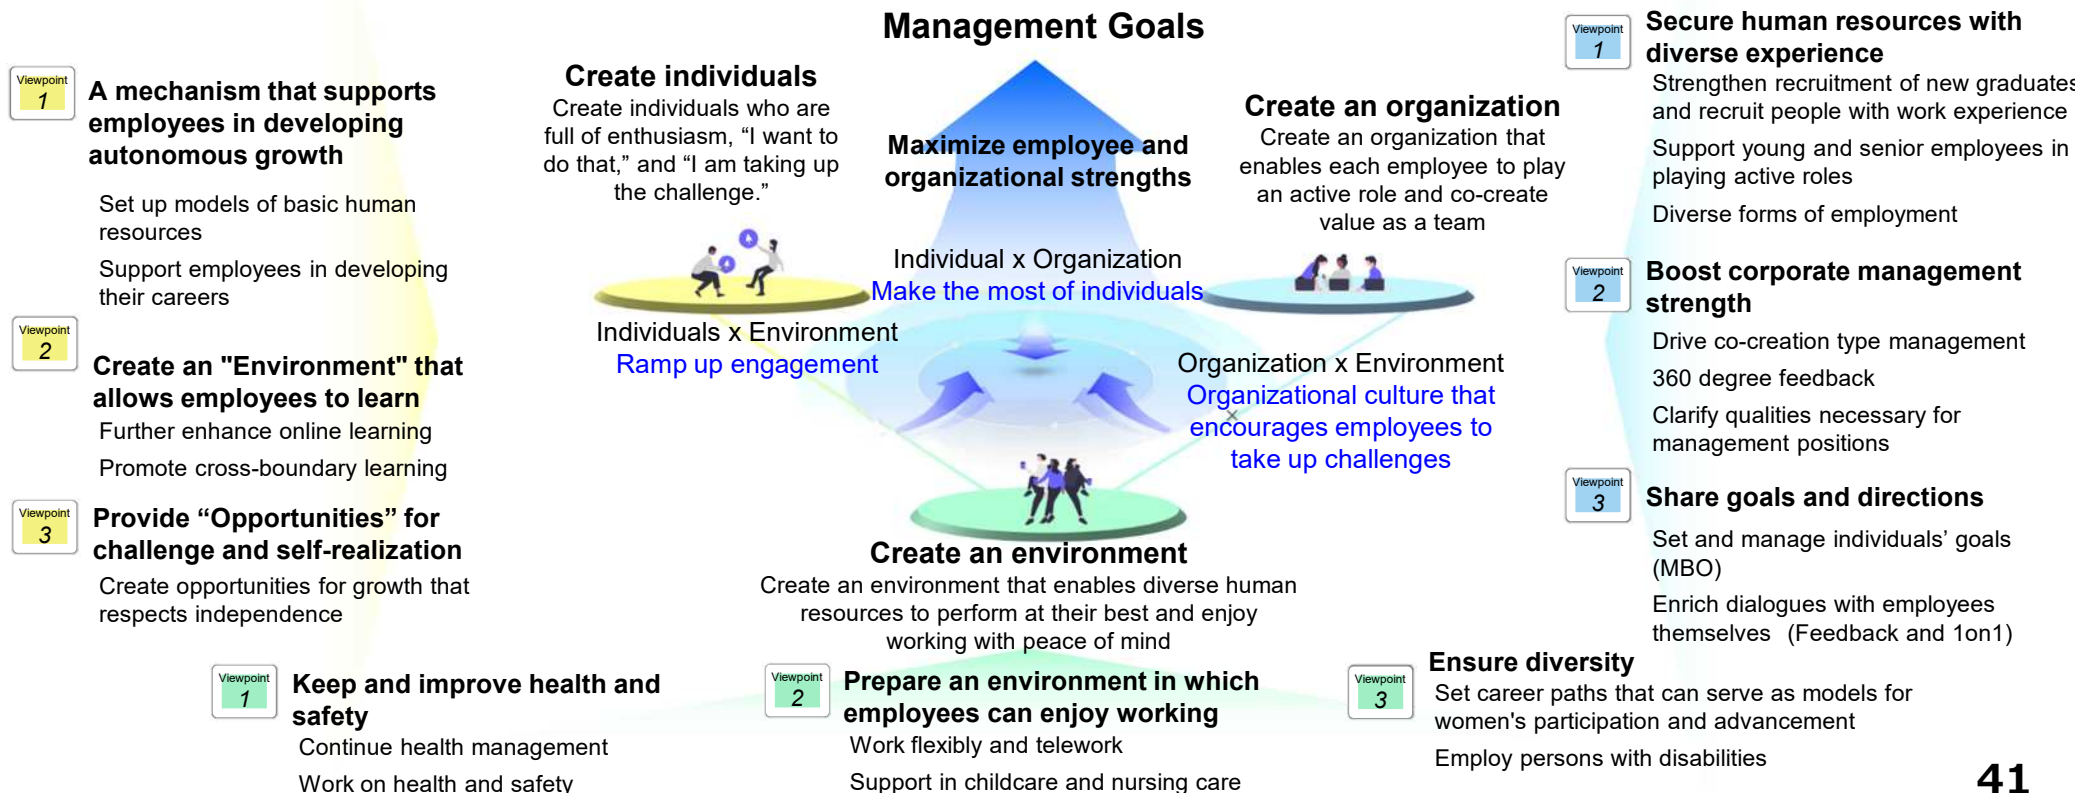 Management Goals
Viewpoint
1
A mechanism that supports
employees in developing
autonomous growth
Set up models of basic human
resources
Support employees in developing
their careers
Viewpoint
2
Create an "Environment" that
allows employees to learn
Further enhance online learning
Promote cross-boundary learning
Viewpoint
3
Provide “Opportunities” for
challenge and self-realization
Create opportunities for growth that
respects independence
Create individuals
Create individuals who are
full of enthusiasm, “I want to
do that,” and “I am taking up
the challenge.”
Maximize employee and
organizational strengths
Create an organization
Create an organization that
enables each employee to play
an active role and co-create
value as a team
Individual x Organization
Make the most of individuals
Individuals x Environment
Ramp up engagement
Organization x Environment
Organizational culture that
×
encourages employees to
take up challenges
Create an environment
Create an environment that enables diverse human
resources to perform at their best and enjoy
working with peace of mind
Viewpoint
1
Secure human resources with
diverse experience
Strengthen recruitment of new graduates
and recruit people with work experience
Support young and senior employees in
playing active roles
Diverse forms of employment
Viewpoint
2
Boost corporate management
strength
Drive co-creation type management
360 degree feedback
Clarify qualities necessary for
management positions
Viewpoint
3
Share goals and directions
Set and manage individuals’ goals
(MBO)
Enrich dialogues with employees
themselves (Feedback and 1on1)
Viewpoint
1
Keep and improve health and
safety
Continue health management
Work on health and safety
Viewpoint
2
Prepare an environment in which
employees can enjoy working
Work flexibly and telework
Support in childcare and nursing care
Viewpoint
3
Ensure diversity
Set career paths that can serve as models for
women's participation and advancement
Employ persons with disabilities
41